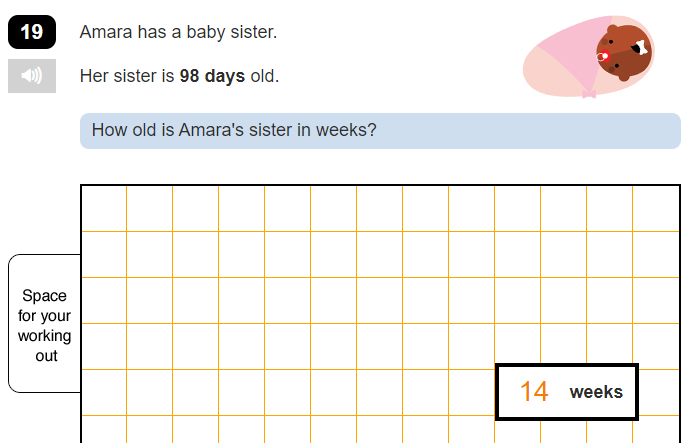 19
Amara has a baby sister.
Her sister is 98 days old.
How old is Amara's sister in weeks?
Space
for your
working
out
14 weeks